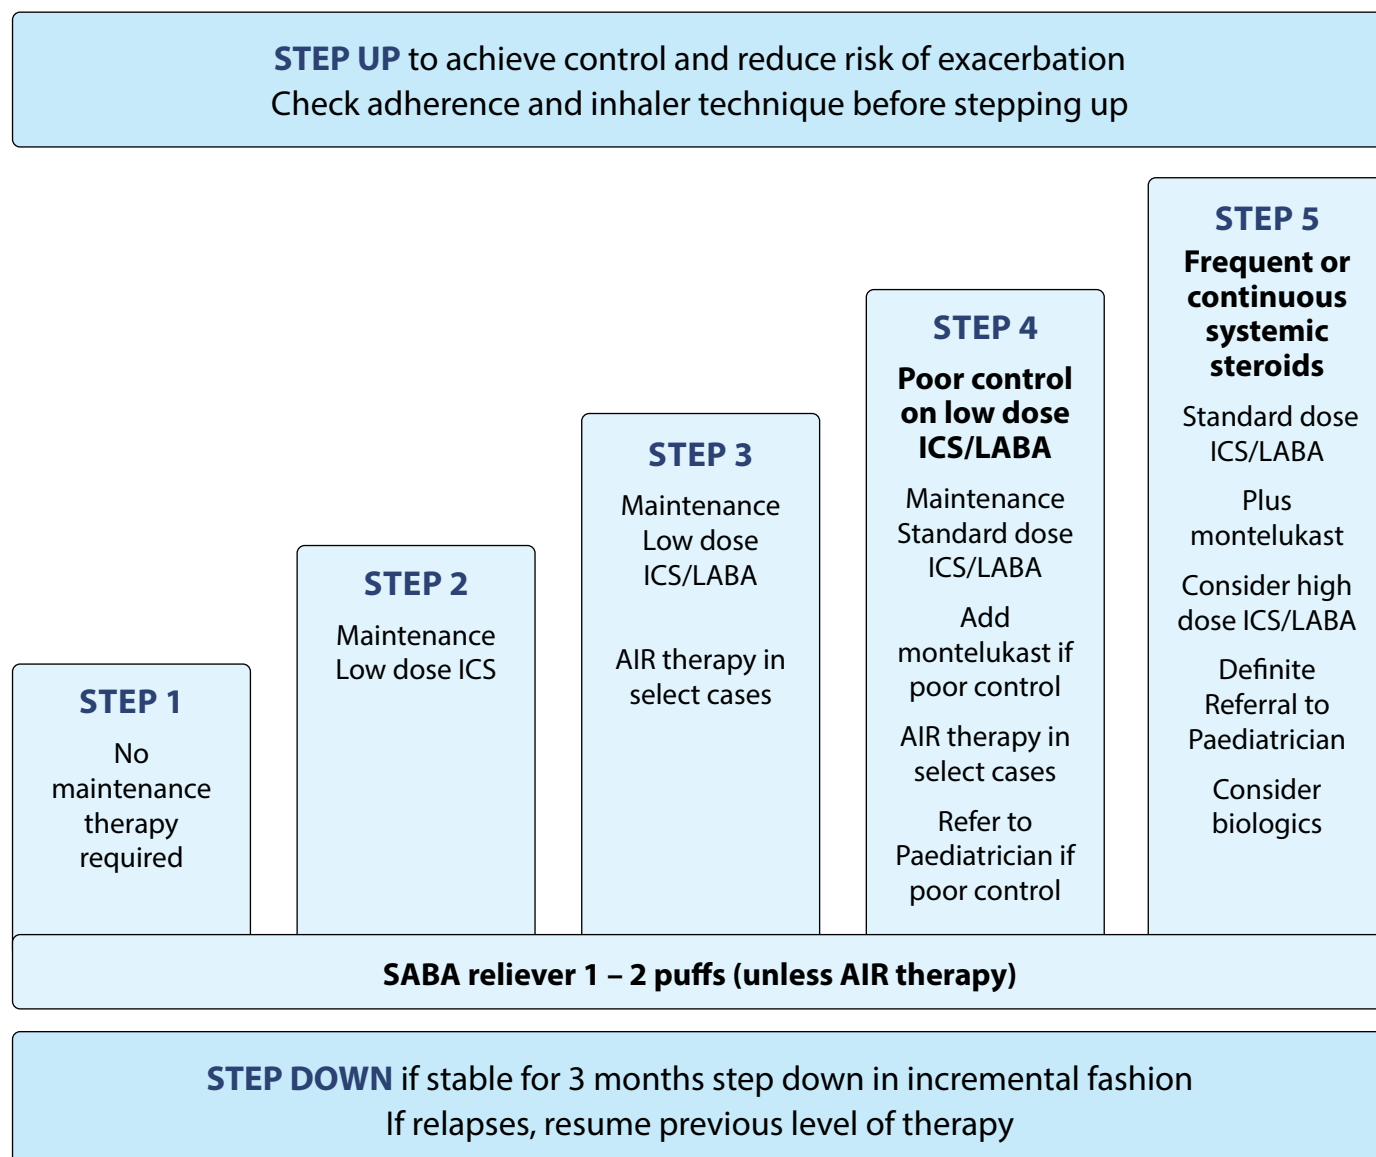 STEP UP to achieve control and reduce risk of exacerbation
Check adherence and inhaler technique before stepping up
STEP 1
No
maintenance
therapy
required
STEP 2
Maintenance
Low dose ICS
STEP 3
Maintenance
Low dose
ICS/LABA
AIR therapy in
select cases
STEP 4
Poor control
on low dose
ICS/LABA
Maintenance
Standard dose
ICS/LABA
Add
montelukast if
poor control
AIR therapy in
select cases
Refer to
Paediatrician if
poor control
STEP 5
Frequent or
continuous
systemic
steroids
Standard dose
ICS/LABA
Plus
montelukast
Consider high
dose ICS/LABA
Definite
Referral to
Paediatrician
Consider
biologics
SABA reliever 1 – 2 puffs (unless AIR therapy)
STEP DOWN if stable for 3 months step down in incremental fashion
If relapses, resume previous level of therapy